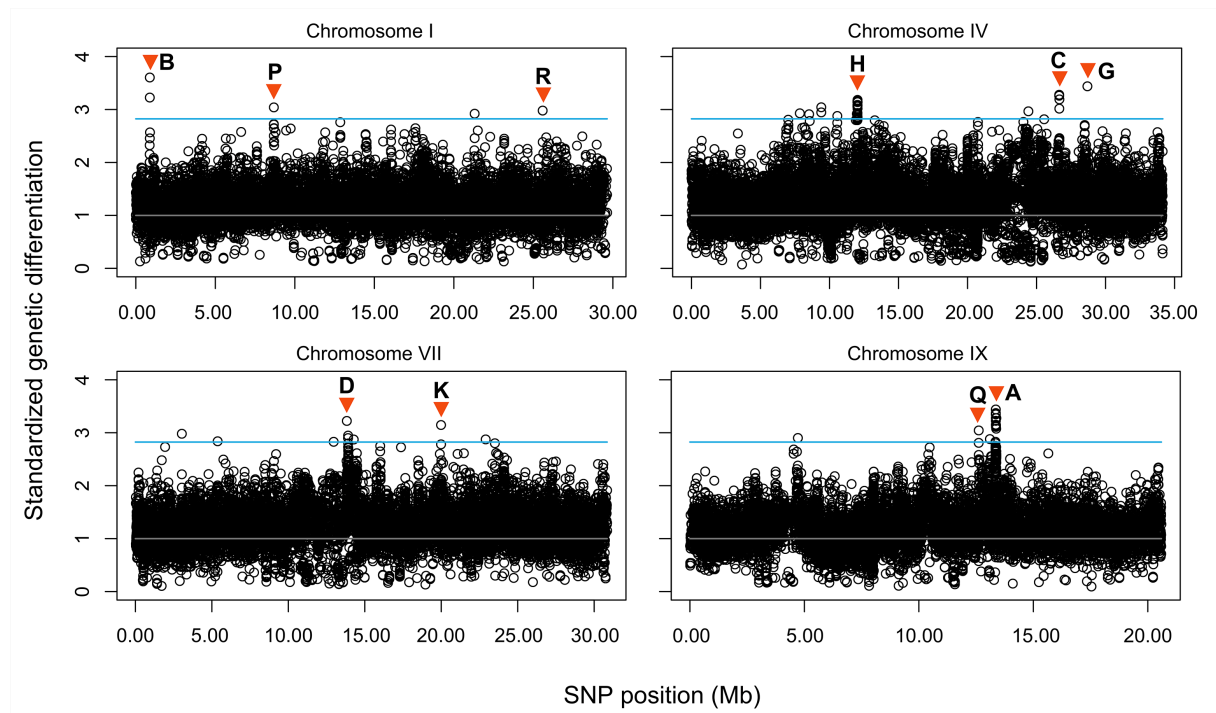 Chromosome I
Chromosome IV
4
3
2
1
0
B
P
R
H
C
G
0.00 5.00 10.00 15.00 20.00 25.00 30.00
0.00 5.00 10.00 15.00 20.00 25.00 30.00 35.00
Standardized genetic differentiation
Chromosome VII
Chromosome IX
4
3
2
1
0
D
K
Q
A
0.00 5.00 10.00 15.00 20.00 25.00 30.00
0.00 5.00 10.00 15.00 20.00
SNP position (Mb)